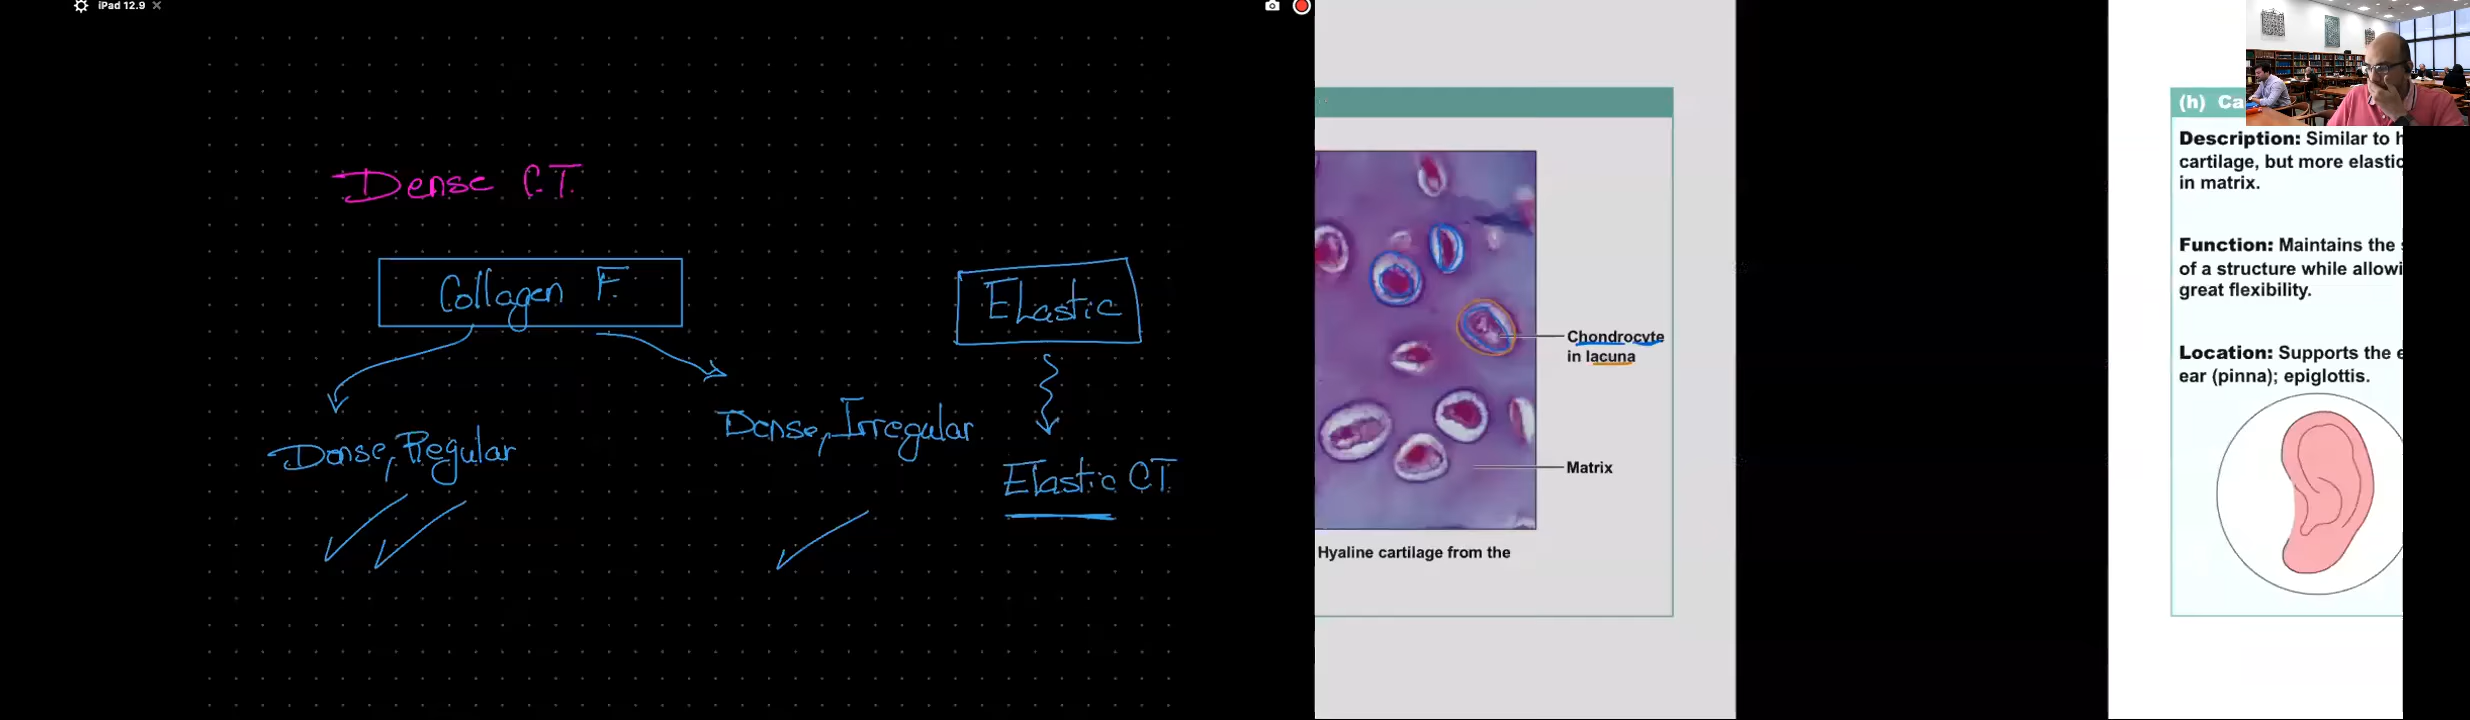 iPad 12.9
Dense C.T.
Collagen F.
Elastic
Dense, Regular
Dense, Irregular
Elastic CT
Chondrocyte
in lacuna
Matrix
Hyaline cartilage from the
(h) Ca
Description: Similar to h
cartilage, but more elastic
in matrix.
Function: Maintains the
of a structure while allowi
great flexibility.
Location: Supports the e
ear (pinna); epiglottis.